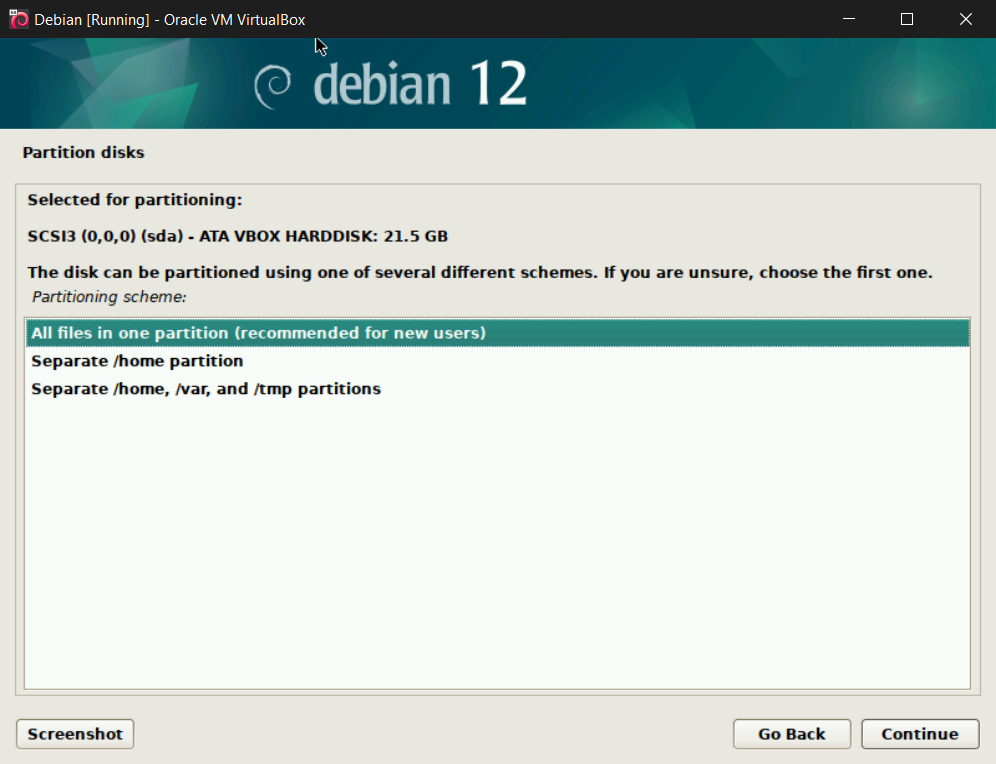 Debian [Running] - Oracle VM VirtualBox
debian 12
Partition disks
Selected for partitioning:
SCSI3 (0,0,0) (sda) - ATA VBOX HARDDISK: 21.5 GB
The disk can be partitioned using one of several different schemes. If you are unsure, choose the first one.
Partitioning scheme:
All files in one partition (recommended for new users)
Separate /home partition
Separate /home, /var, and /tmp partitions
Screenshot Go Back Continue